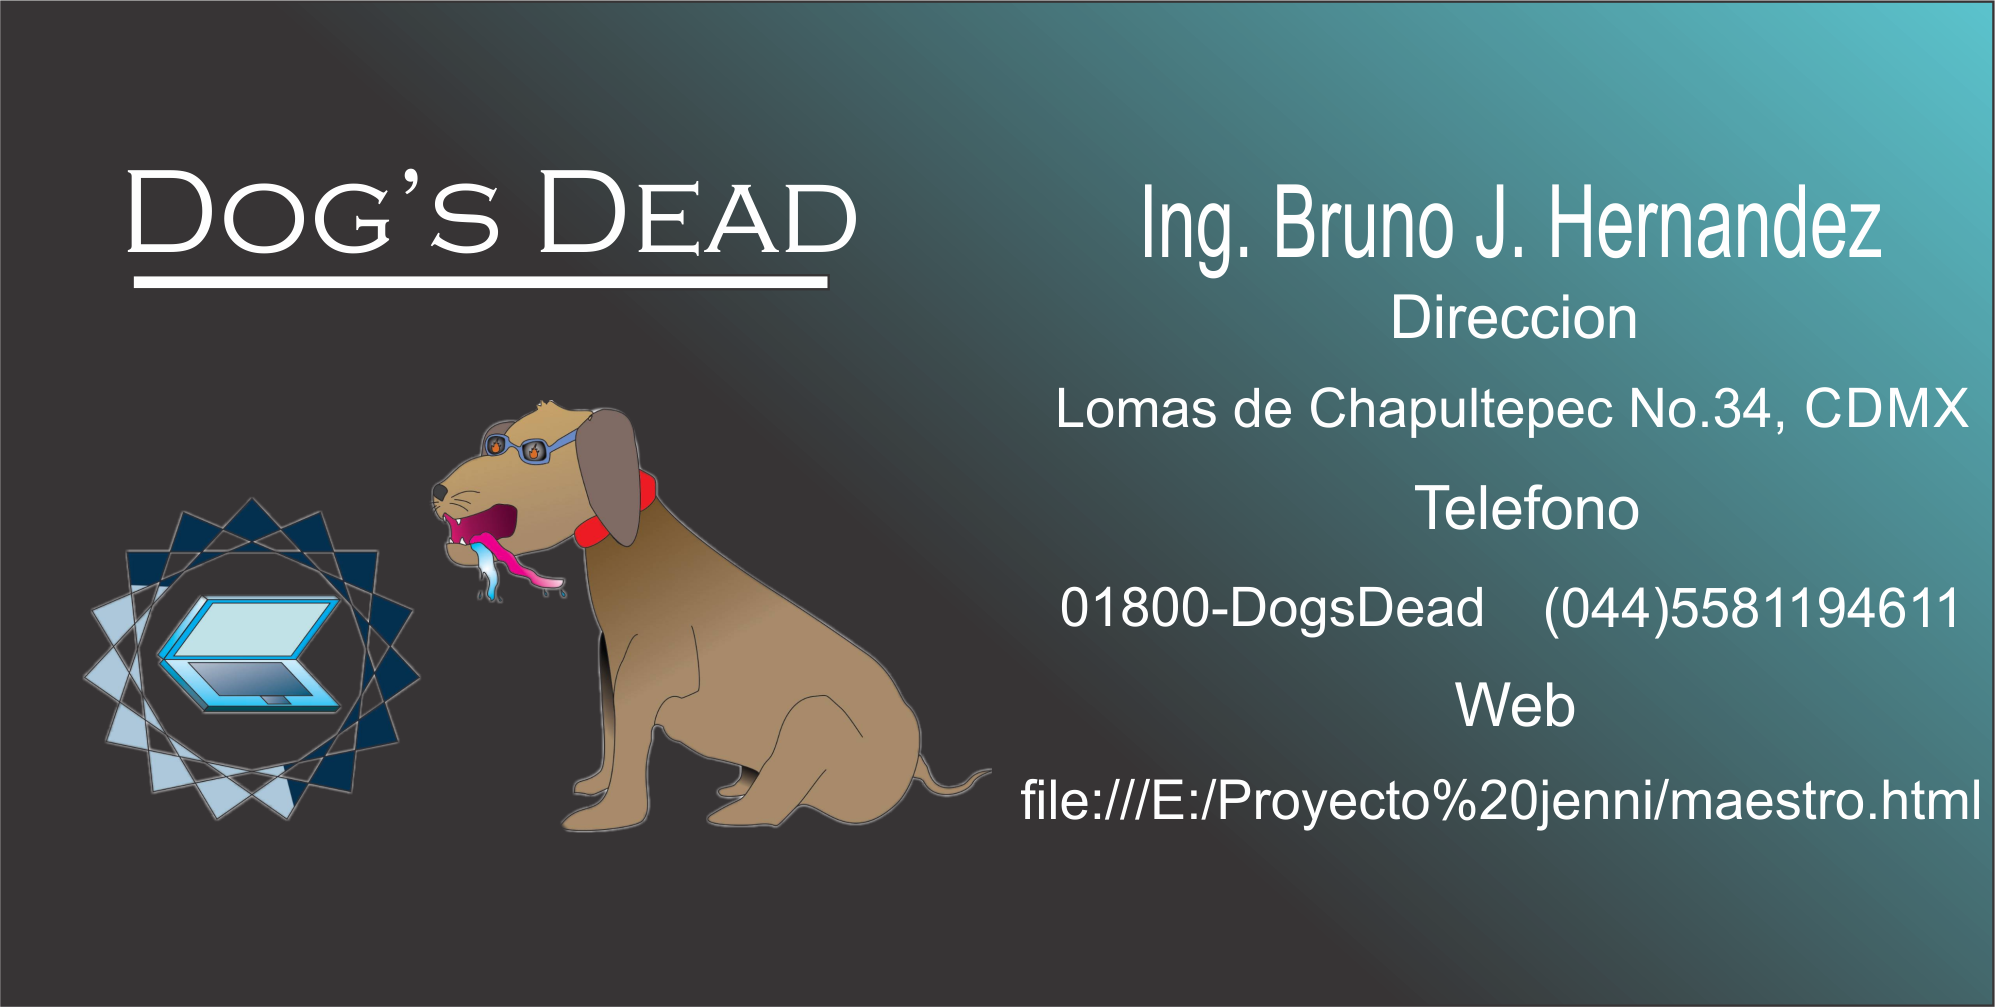 DOG’S DEAD
Ing. Bruno J. Hernandez
Direccion
Lomas de Chapultepec No.34, CDMX
Telefono
01800-DogsDead (044)5581194611
Web
file:///E:/Proyecto%20jenni/maestro.html